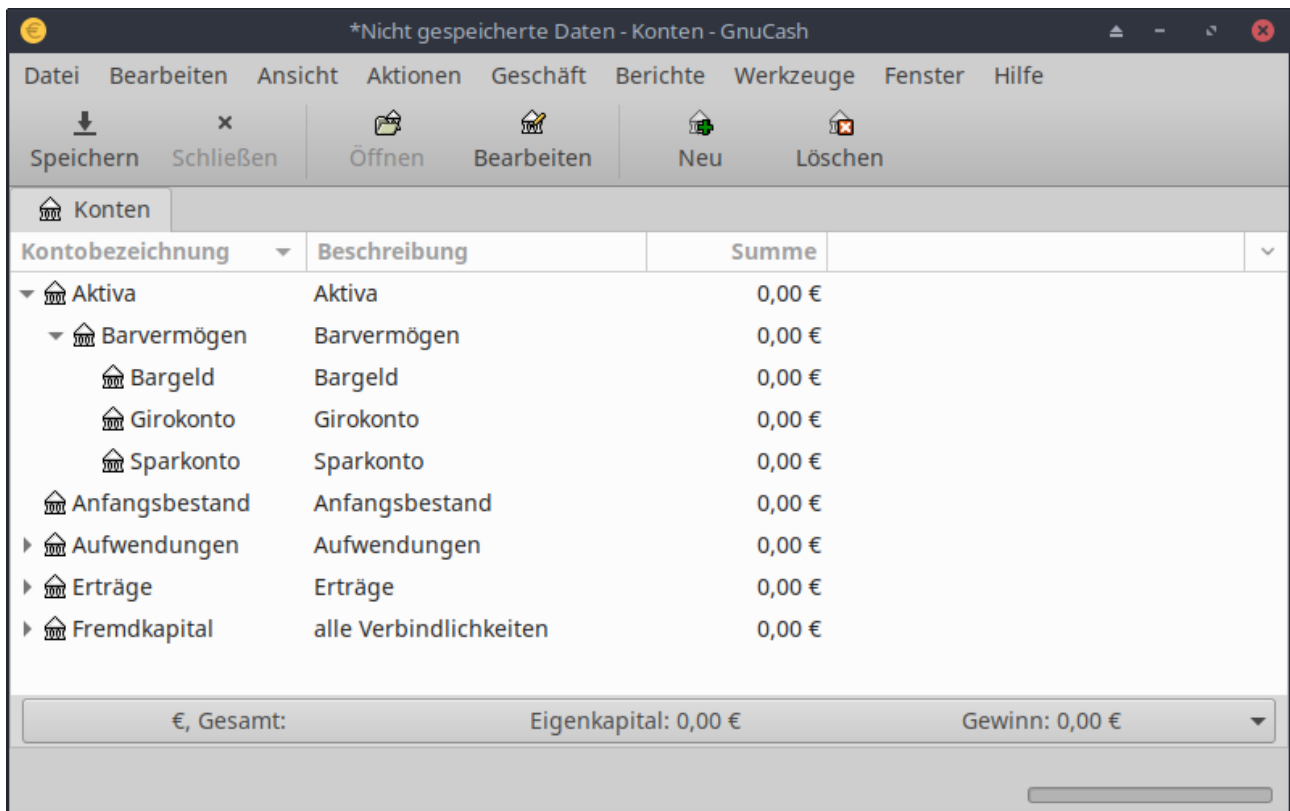 *Nicht gespeicherte Daten - Konten - GnuCash
Datei Bearbeiten Ansicht Aktionen Geschäft Berichte Werkzeuge Fenster Hilfe
Speichern Schließen Öffnen Bearbeiten Neu Löschen
Konten
Kontobezeichnung Beschreibung Summe
Aktiva Aktiva 0,00 €
Barvermögen Barvermögen 0,00 €
Bargeld Bargeld 0,00 €
Girokonto Girokonto 0,00 €
Sparkonto Sparkonto 0,00 €
Anfangsbestand Anfangsbestand 0,00 €
Aufwendungen Aufwendungen 0,00 €
Erträge Erträge 0,00 €
Fremdkapital alle Verbindlichkeiten 0,00 €
€, Gesamt: Eigenkapital: 0,00 € Gewinn: 0,00 €